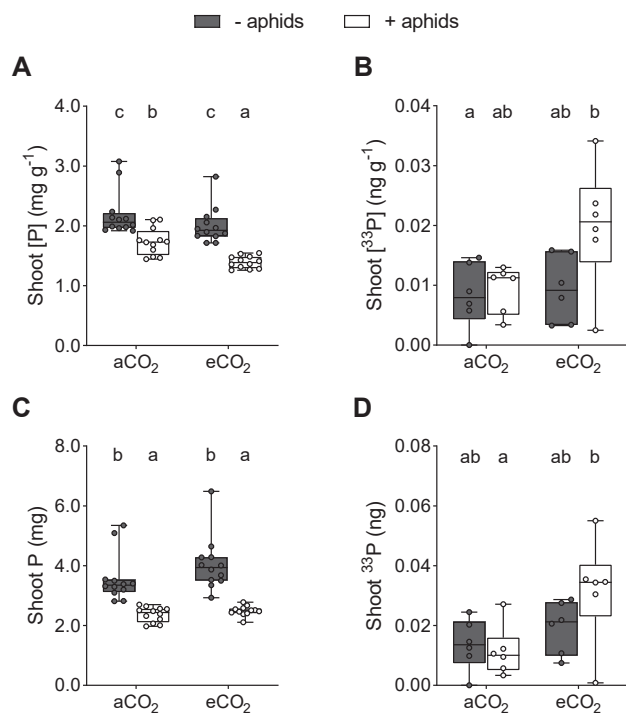 - aphids + aphids
A
Shoot [P] (mg g⁻¹)
4.0
3.0
2.0
1.0
0.0
c b c a
aCO₂ eCO₂
B
Shoot [³³P] (ng g⁻¹)
0.04
0.03
0.02
0.01
0.00
a ab ab b
aCO₂ eCO₂
C
Shoot P (mg)
8.0
6.0
4.0
2.0
0.0
b a b a
aCO₂ eCO₂
D
Shoot ³³P (ng)
0.08
0.06
0.04
0.02
0.00
ab a ab b
aCO₂ eCO₂